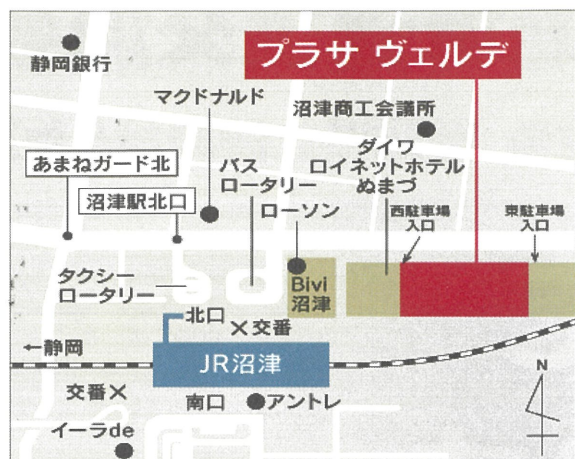 プラサ ヴェルデ
静岡銀行
マクドナルド
沼津商工会議所
あまねガード北
バス
ロータリー
ダイワ
ロイネットホテル
ぬまづ
沼津駅北口
ローソン
西駐車場
入口
東駐車場
入口
タクシー
ロータリー
Bivi
沼津
北口
交番
←静岡
JR沼津
N
交番
南口
アントレ
イーラde